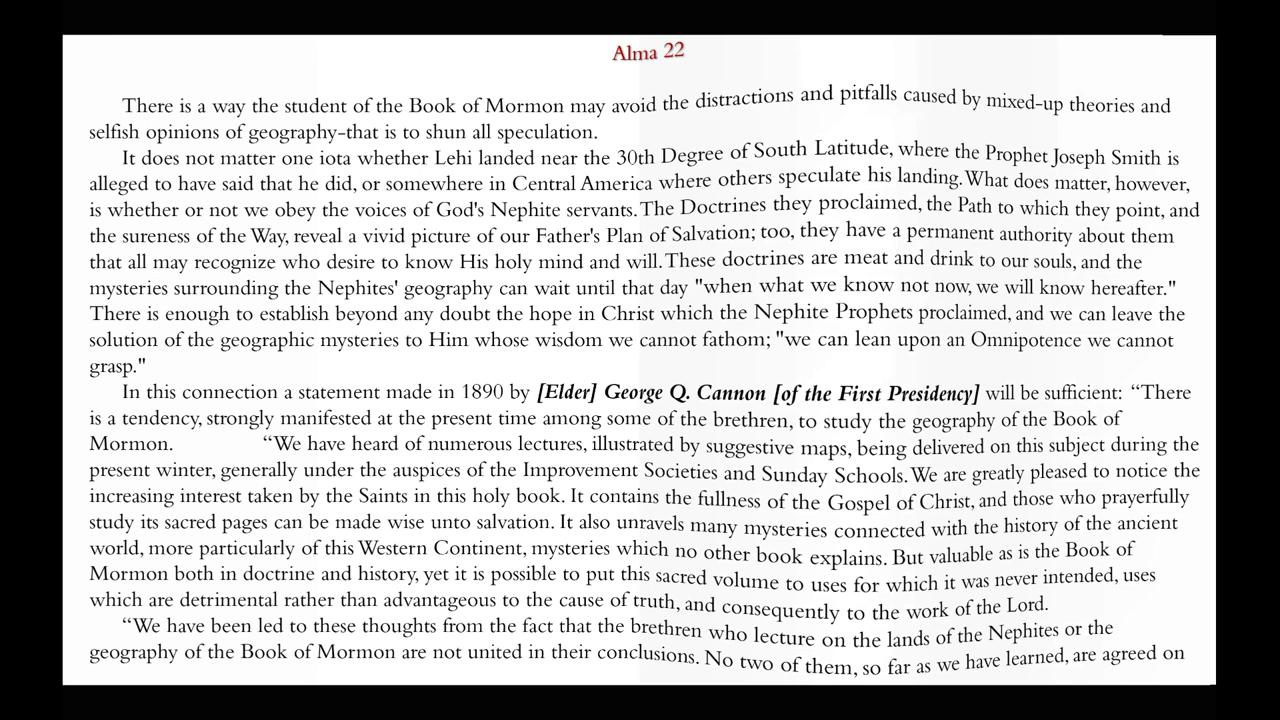 Alma 22
There is a way the student of the Book of Mormon may avoid the distractions and pitfalls caused by mixed-up theories and
selfish opinions of geography-that is to shun all speculation.
It does not matter one iota whether Lehi landed near the 30th Degree of South Latitude, where the Prophet Joseph Smith is
alleged to have said that he did, or somewhere in Central America where others speculate his landing. What does matter, however,
is whether or not we obey the voices of God's Nephite servants. The Doctrines they proclaimed, the Path to which they point, and
the sureness of the Way, reveal a vivid picture of our Father's Plan of Salvation; too, they have a permanent authority about them
that all may recognize who desire to know His holy mind and will. These doctrines are meat and drink to our souls, and the
mysteries surrounding the Nephites' geography can wait until that day "when what we know not now, we will know hereafter."
There is enough to establish beyond any doubt the hope in Christ which the Nephite Prophets proclaimed, and we can leave the
solution of the geographic mysteries to Him whose wisdom we cannot fathom; "we can lean upon an Omnipotence we cannot
grasp."
In this connection a statement made in 1890 by [Elder] George Q. Cannon [of the First Presidency] will be sufficient: “There
is a tendency, strongly manifested at the present time among some of the brethren, to study the geography of the Book of
Mormon. “We have heard of numerous lectures, illustrated by suggestive maps, being delivered on this subject during the
present winter, generally under the auspices of the Improvement Societies and Sunday Schools. We are greatly pleased to notice the
increasing interest taken by the Saints in this holy book. It contains the fullness of the Gospel of Christ, and those who prayerfully
study its sacred pages can be made wise unto salvation. It also unravels many mysteries connected with the history of the ancient
world, more particularly of this Western Continent, mysteries which no other book explains. But valuable as is the Book of
Mormon both in doctrine and history, yet it is possible to put this sacred volume to uses for which it was never intended, uses
which are detrimental rather than advantageous to the cause of truth, and consequently to the work of the Lord.
“We have been led to these thoughts from the fact that the brethren who lecture on the lands of the Nephites or the
geography of the Book of Mormon are not united in their conclusions. No two of them, so far as we have learned, are agreed on